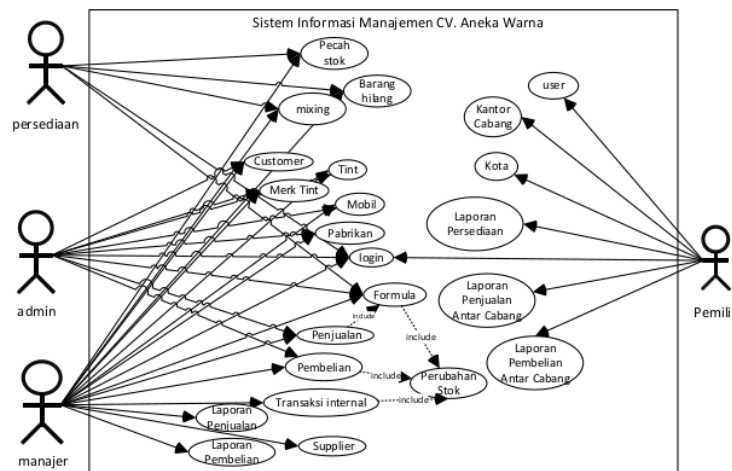 Sistem Informasi Manajemen CV. Aneka Warna
Pecah
stok
Barang
hilang
mixing
persediaan
user
Kantor
Cabang
Customer
Tint
Kota
Merk Tint
Mobil
Laporan
Persediaan
Pabrikan
login
admin
Pemili
Formula
Laporan
Penjualan
Antar Cabang
include
Penjualan
include
Laporan
Pembelian
Antar Cabang
Pembelian
include
Perubahan
Stok
Transaksi internal
include
Laporan
Penjualan
manajer
Laporan
Pembelian
Supplier